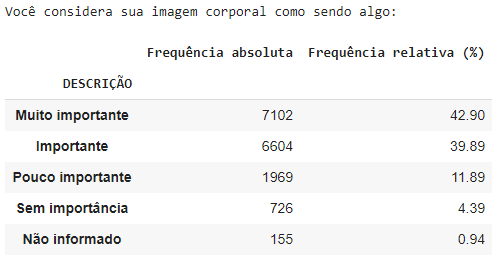 Você considera sua imagem corporal como sendo algo:
Frequência absoluta Frequência relativa (%)
DESCRIÇÃO
Muito importante 7102 42.90
Importante 6604 39.89
Pouco importante 1969 11.89
Sem importância 726 4.39
Não informado 155 0.94